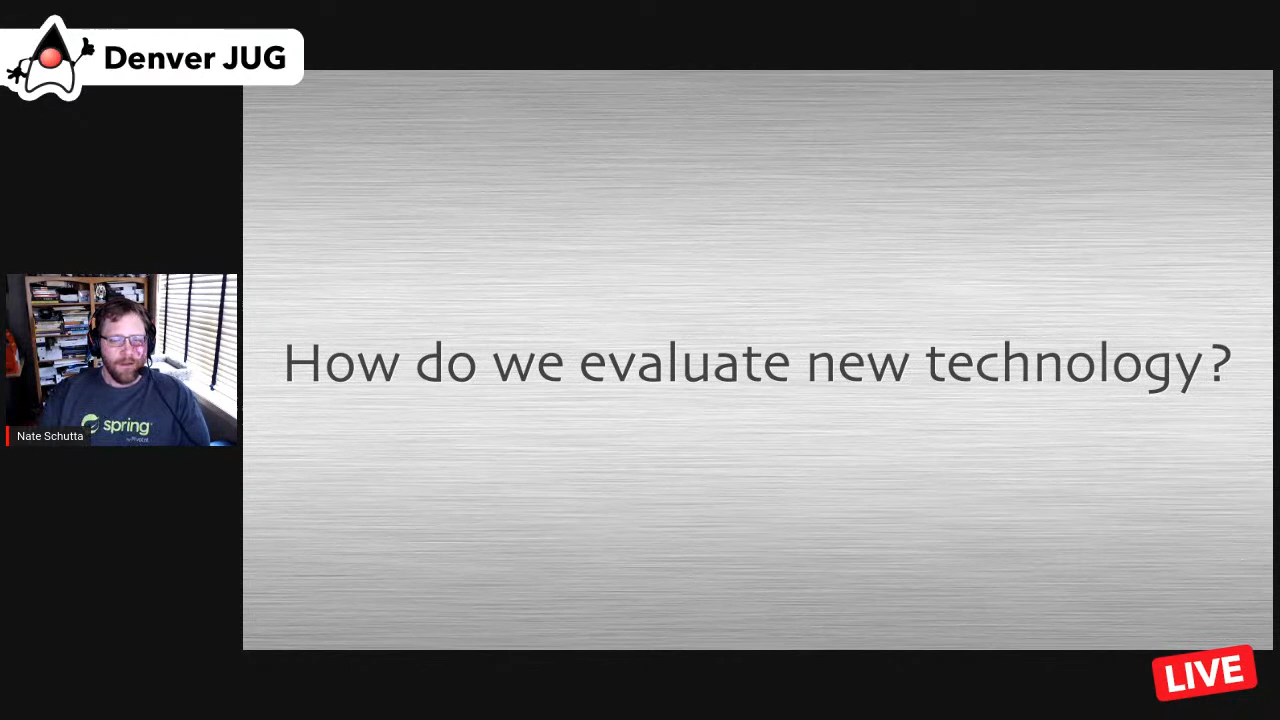 Denver JUG
How do we evaluate new technology?
spring
Nate Schutta
LIVE